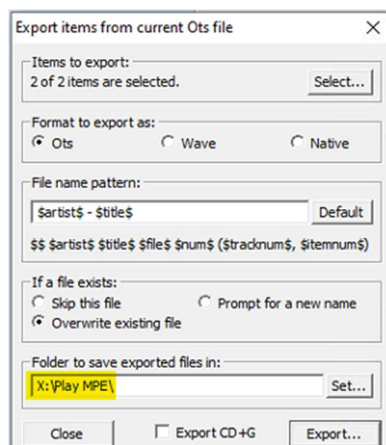 Export items from current Ots file
Items to export:
2 of 2 items are selected.
Select...
Format to export as:
Ots Wave Native
File name pattern:
$artist$ - $title$
Default
$$ $artist$ $title$ $file$ $num$ ($tracknum$, $itemnum$)
If a file exists:
Skip this file Prompt for a new name
Overwrite existing file
Folder to save exported files in:
X:\Play MPE\
Set...
Close Export CD+G Export...